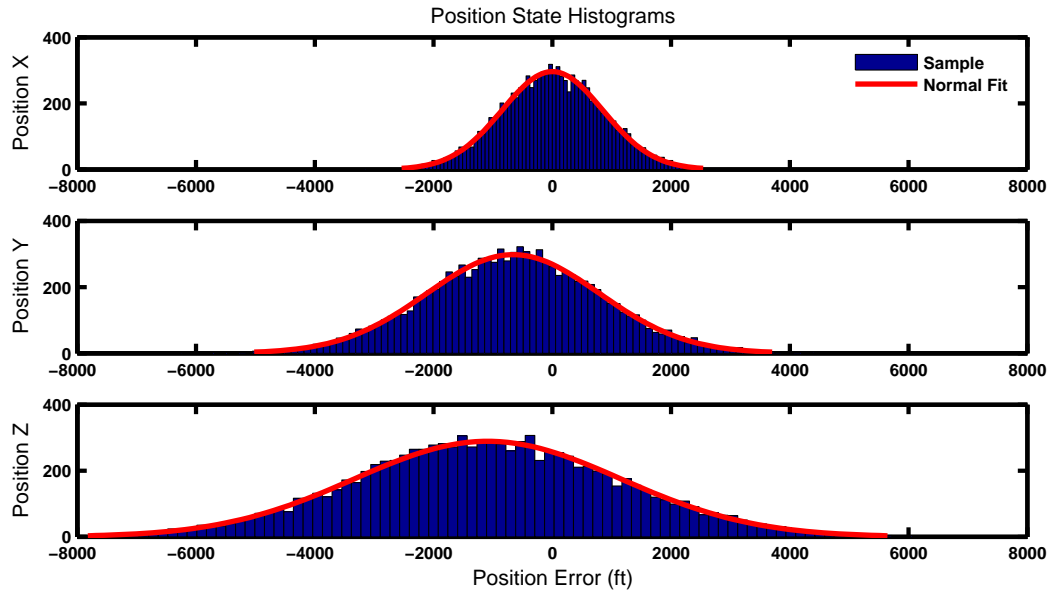 Position State Histograms
Position X
400
200
0
−8000 −6000 −4000 −2000 0 2000 4000 6000 8000
Sample
Normal Fit
Position Y
400
200
0
−8000 −6000 −4000 −2000 0 2000 4000 6000 8000
Position Z
400
200
0
−8000 −6000 −4000 −2000 0 2000 4000 6000 8000
Position Error (ft)